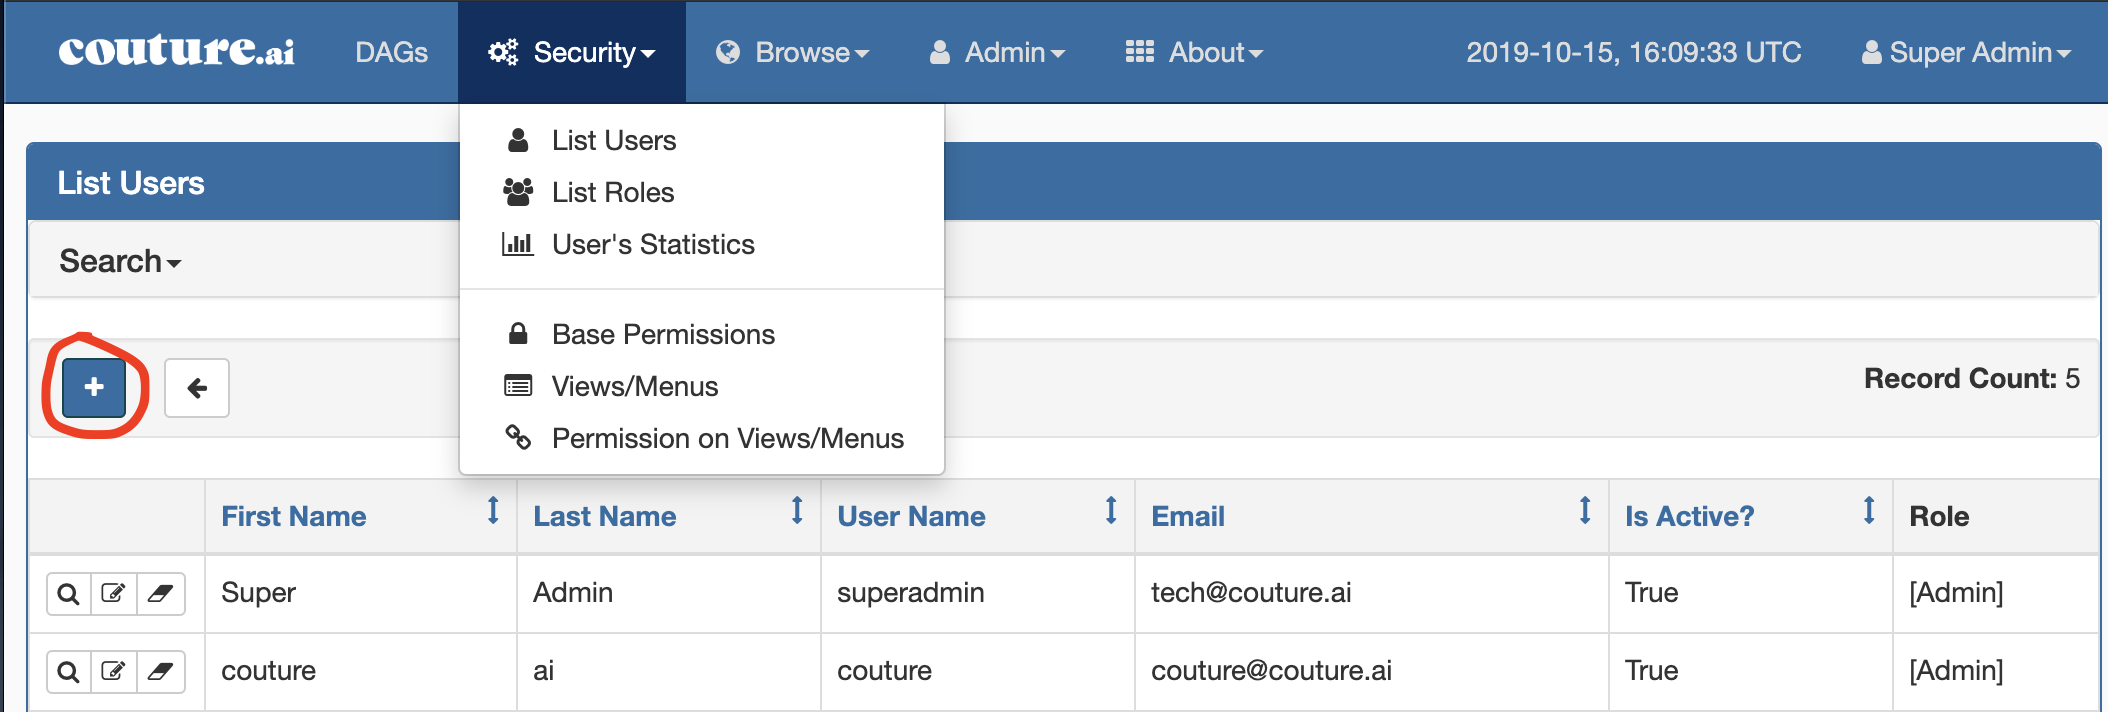 couture.ai DAGs Security Browse Admin About 2019-10-15, 16:09:33 UTC Super Admin
List Users
List Roles
User's Statistics
Base Permissions
Views/Menus
Permission on Views/Menus
List Users
Search
Record Count: 5
First Name Last Name User Name Email Is Active? Role
Super Admin superadmin tech@couture.ai True [Admin]
couture ai couture couture@couture.ai True [Admin]